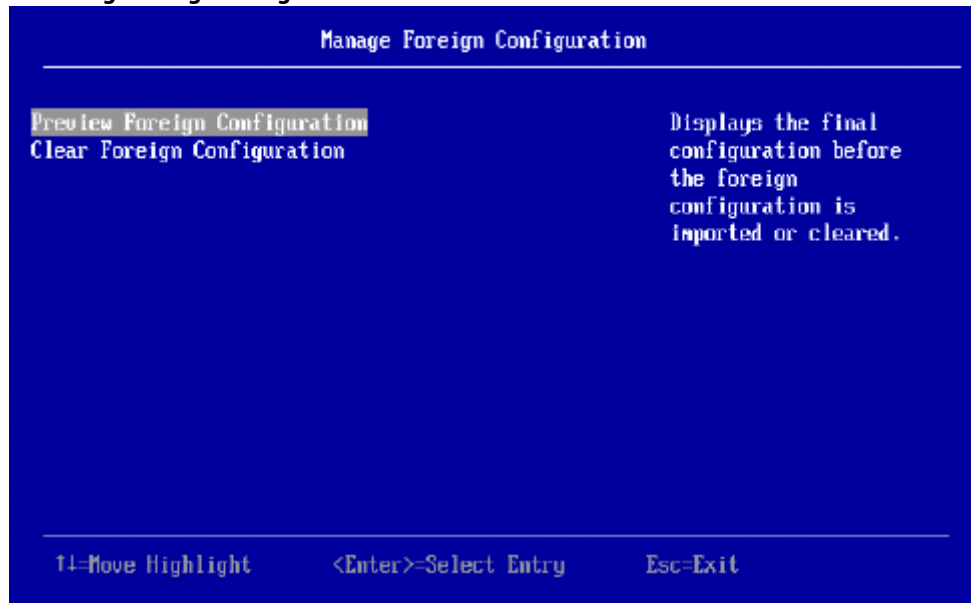 Manage Foreign Configuration
Preview Foreign Configuration
Clear Foreign Configuration
Displays the final
configuration before
the foreign
configuration is
imported or cleared.
↑↓=Move Highlight <Enter>=Select Entry Esc=Exit